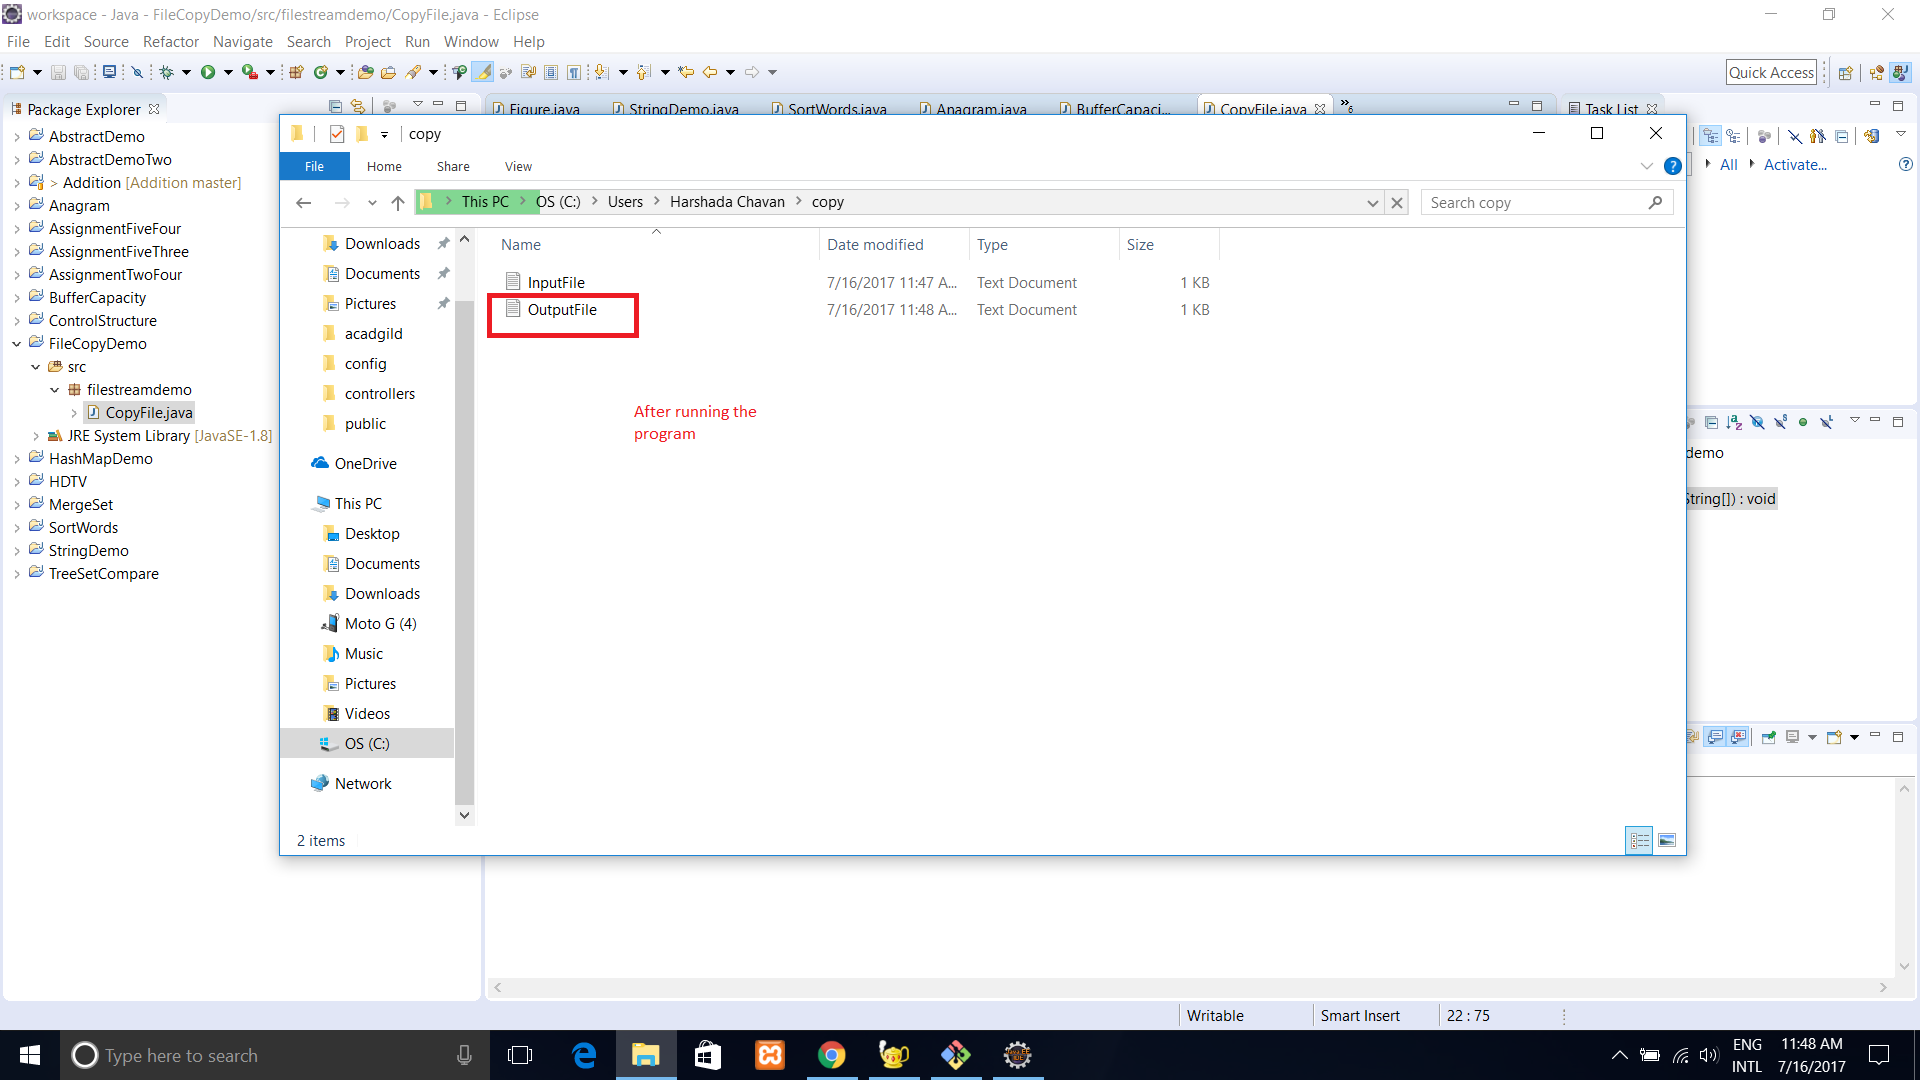 workspace - Java - FileCopyDemo/src/filestreamdemo/CopyFile.java - Eclipse
File Edit Source Refactor Navigate Search Project Run Window Help
Quick Access
Package Explorer
Figure.java StringDemo.java SortWords.java Anagram.java BufferCapaci... CopyFile.java »6
Task List
AbstractDemo
AbstractDemoTwo
> Addition [Addition master]
Anagram
AssignmentFiveFour
AssignmentFiveThree
AssignmentTwoFour
BufferCapacity
ControlStructure
FileCopyDemo
src
filestreamdemo
CopyFile.java
JRE System Library [JavaSE-1.8]
HashMapDemo
HDTV
MergeSet
SortWords
StringDemo
TreeSetCompare
copy
File Home Share View
This PC OS (C:) Users Harshada Chavan copy
Search copy
Downloads
Documents
Pictures
acadgild
config
controllers
public
OneDrive
This PC
Desktop
Documents
Downloads
Moto G (4)
Music
Pictures
Videos
OS (C:)
Network
Name Date modified Type Size
InputFile 7/16/2017 11:47 A... Text Document 1 KB
OutputFile 7/16/2017 11:48 A... Text Document 1 KB
After running the
program
2 items
All Activate...
demo
String[]) : void
Writable Smart Insert 22 : 75
Type here to search
ENG
INTL
11:48 AM
7/16/2017